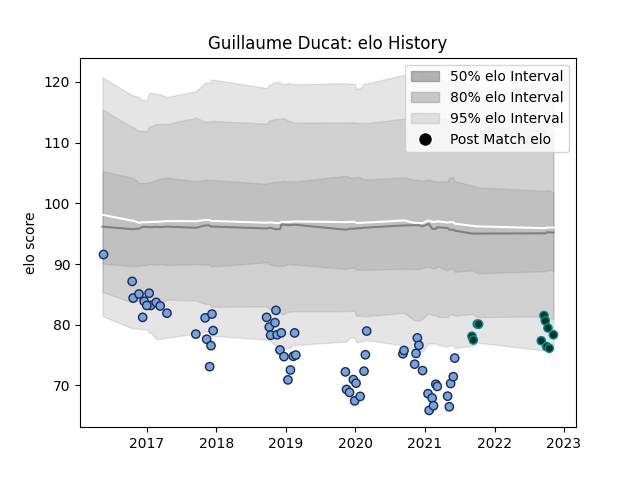 Guillaume Ducat: elo History
50% elo Interval
80% elo Interval
95% elo Interval
Post Match elo
elo score
120
110
100
90
80
70
2017
2018
2019
2020
2021
2022
2023